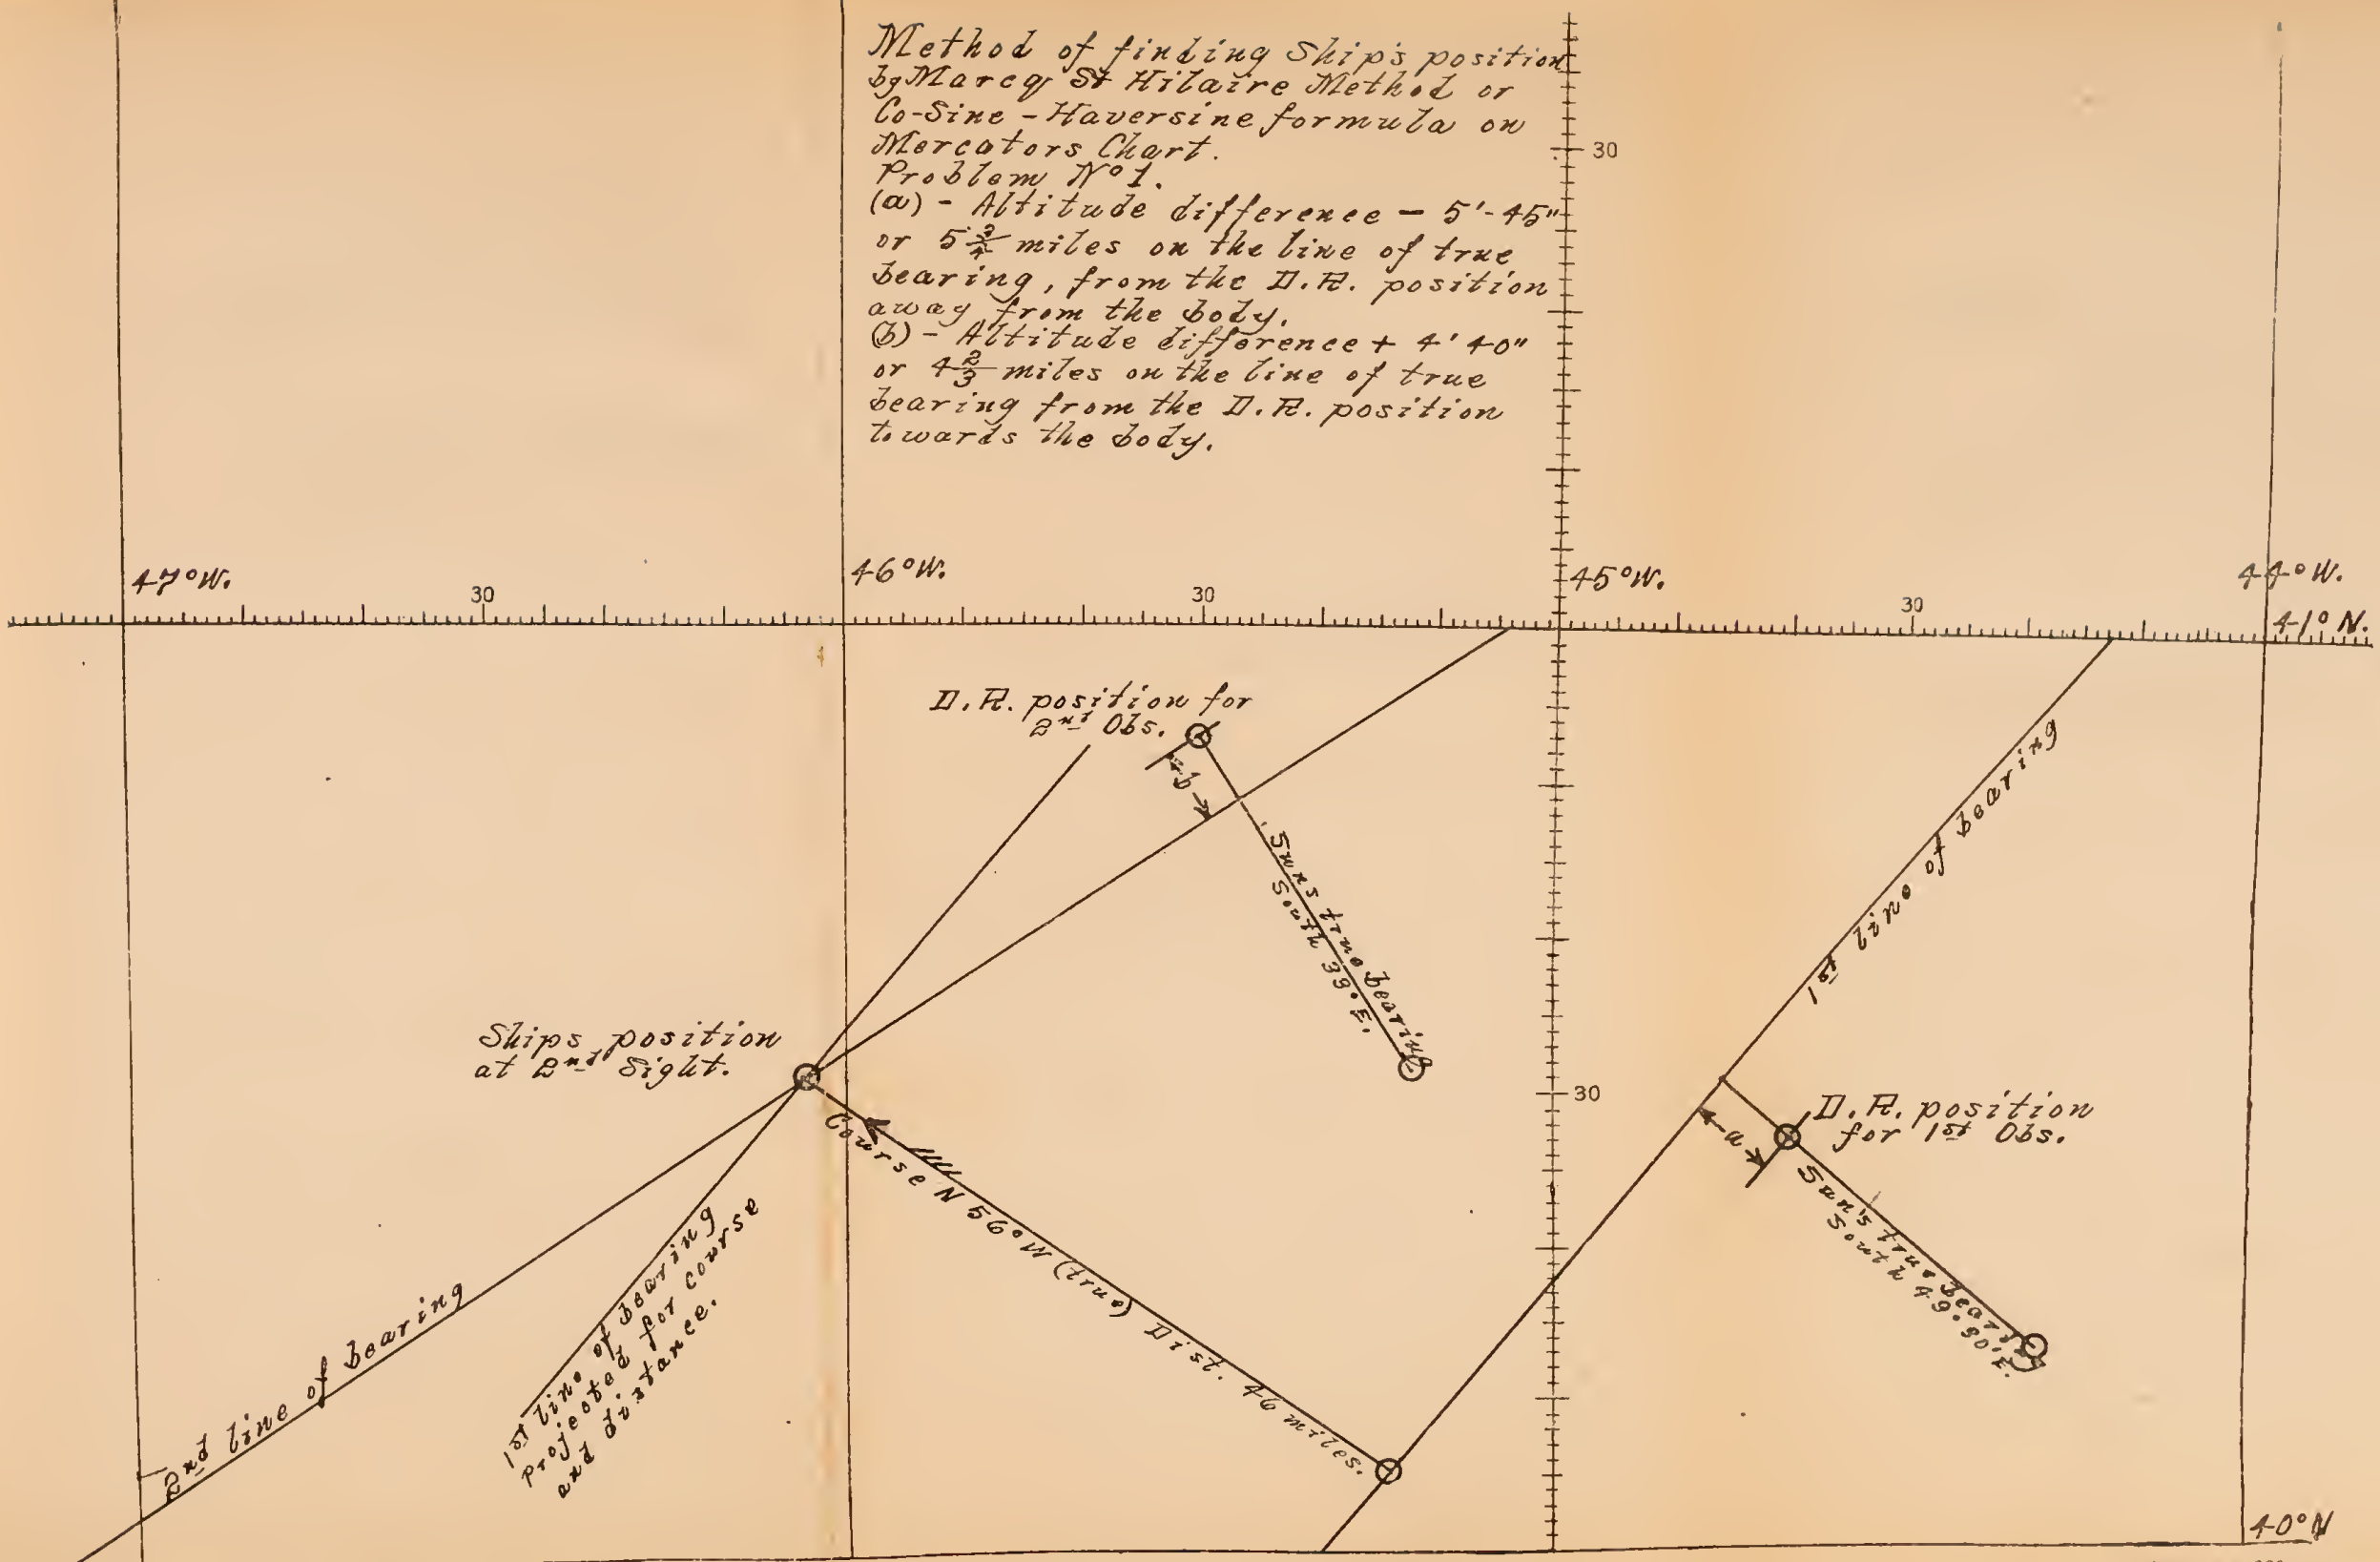 Method of finding Ship's position
by Marcq St Hilaire Method or
Co-Sine - Haversine formula on
Mercators Chart.
Problem No 1.
(a) - Altitude difference - 5'-45"
or 5 3/4 miles on the line of true
bearing, from the D.R. position
away from the body.
(b) - Altitude difference + 4' 40"
or 4 2/3 miles on the line of true
bearing from the D.R. position
towards the body.
30
47°W.
30
46°W.
30
45°W.
30
44°W.
41° N.
D.R. position for
2nd Obs.
b
Suns true bearing
South 39° E.
1st line of bearing
Ships position
at 2nd Sight.
30
D.R. position
for 1st Obs.
a
Sun's true bearing
South 49° 30' E.
Course N 56° W (true) Dist. 46 miles.
2nd line of bearing
1st line of bearing
projected for course
and distance.
40° N